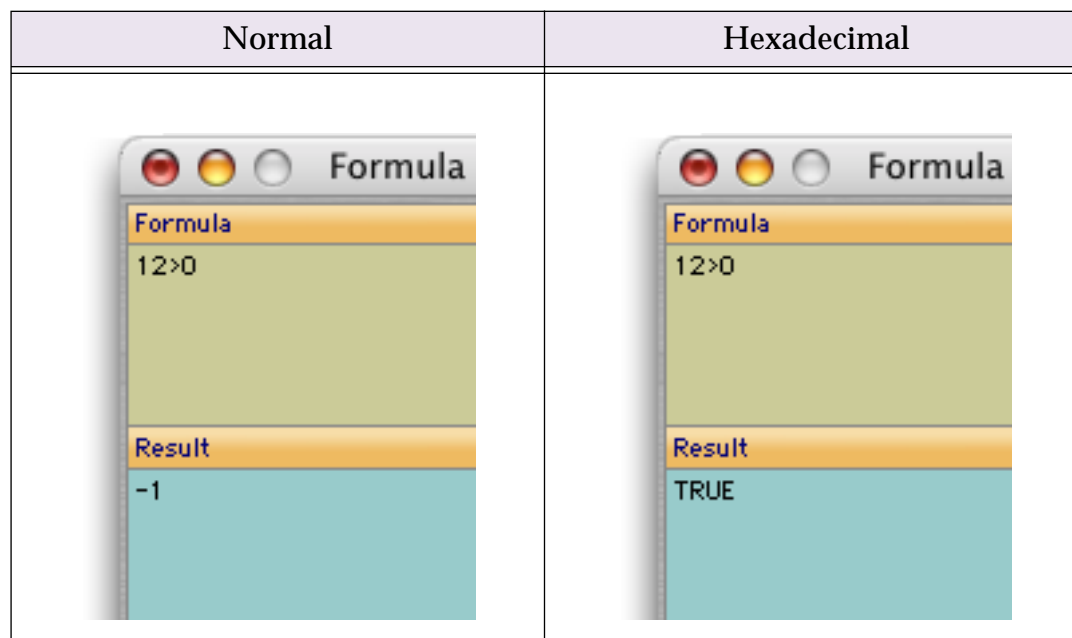 Normal
Hexadecimal
Formula
Formula
12>0
Result
-1
Formula
Formula
12>0
Result
TRUE